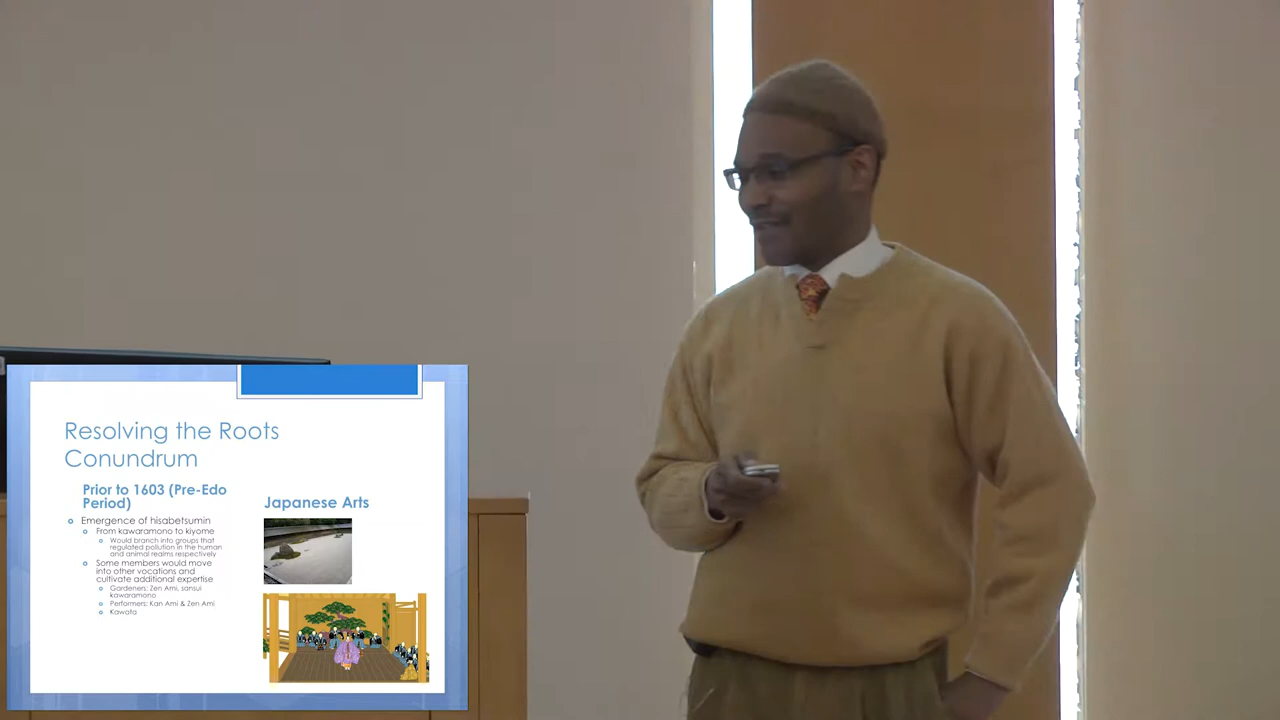 Resolving the Roots
Conundrum
Prior to 1603 (Pre-Edo
Period)
Emergence of hisabetsumin
From kawaramono to kiyome
Would branch into groups that
regulated pollution in the human
and animal realms respectively
Some members would move
into other vocations and
cultivate additional expertise
Gardeners: Zen Ami, sansui
kawaramono
Performers: Kan Ami & Zen Ami
Kawata
Japanese Arts